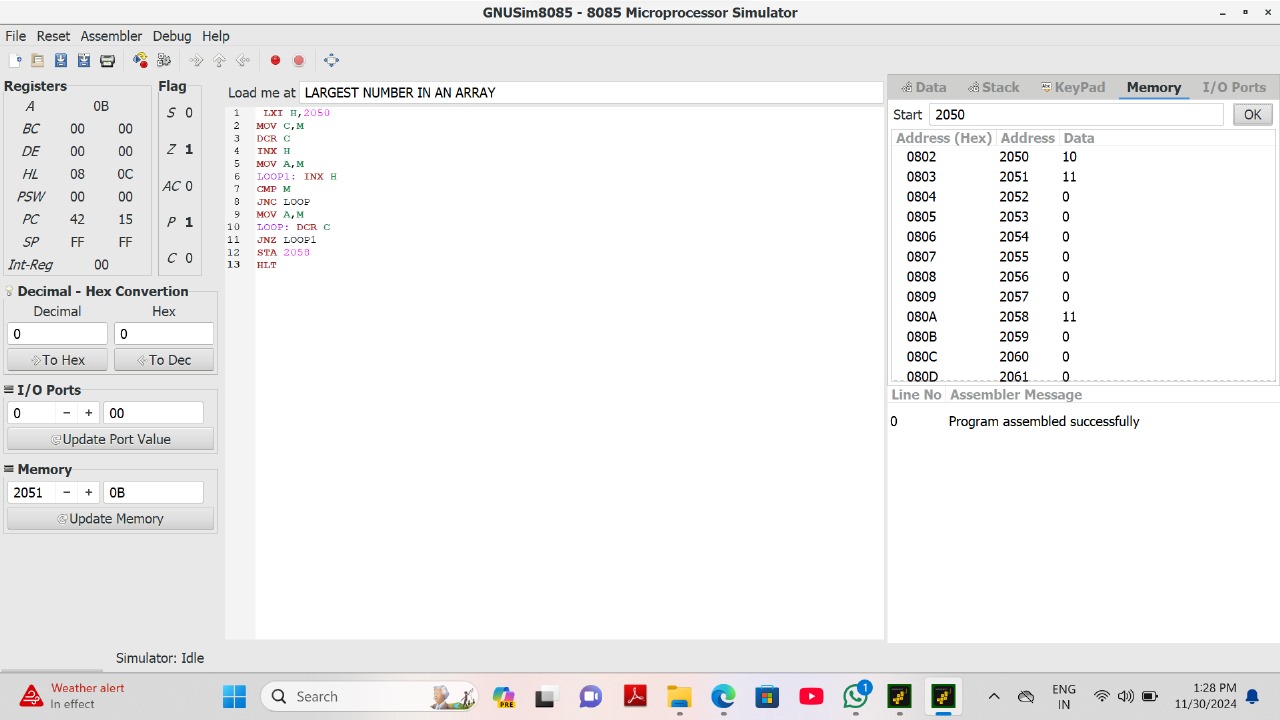 GNUSim8085 - 8085 Microprocessor Simulator
File Reset Assembler Debug Help
Registers
A 0B
BC 00 00
DE 00 00
HL 08 0C
PSW 00 00
PC 42 15
SP FF FF
Int-Reg 00
Flag
S 0
Z 1
AC 0
P 1
C 0
Decimal - Hex Convertion
Decimal Hex
0 0
To Hex To Dec
I/O Ports
0 - + 00
Update Port Value
Memory
2051 - + 0B
Update Memory
Load me at LARGEST NUMBER IN AN ARRAY
1 LXI H,2050
2 MOV C,M
3 DCR C
4 INX H
5 MOV A,M
6 LOOP1: INX H
7 CMP M
8 JNC LOOP
9 MOV A,M
10 LOOP: DCR C
11 JNZ LOOP1
12 STA 2058
13 HLT
Data Stack KeyPad Memory I/O Ports
Start 2050 OK
Address (Hex) Address Data
0802 2050 10
0803 2051 11
0804 2052 0
0805 2053 0
0806 2054 0
0807 2055 0
0808 2056 0
0809 2057 0
080A 2058 11
080B 2059 0
080C 2060 0
080D 2061 0
Line No Assembler Message
0 Program assembled successfully
Simulator: Idle
Weather alert
In effect
Search
PRE
1
ENG
IN
1:28 PM
11/30/2024